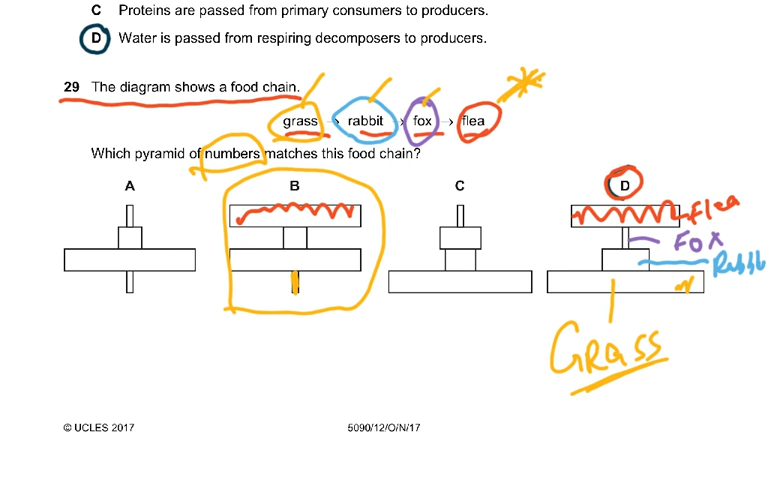 C Proteins are passed from primary consumers to producers.
D Water is passed from respiring decomposers to producers.
29 The diagram shows a food chain.
grass → rabbit → fox → flea
Which pyramid of numbers matches this food chain?
A B C D
Flea
Fox
Rabb
Grass
© UCLES 2017 5090/12/O/N/17